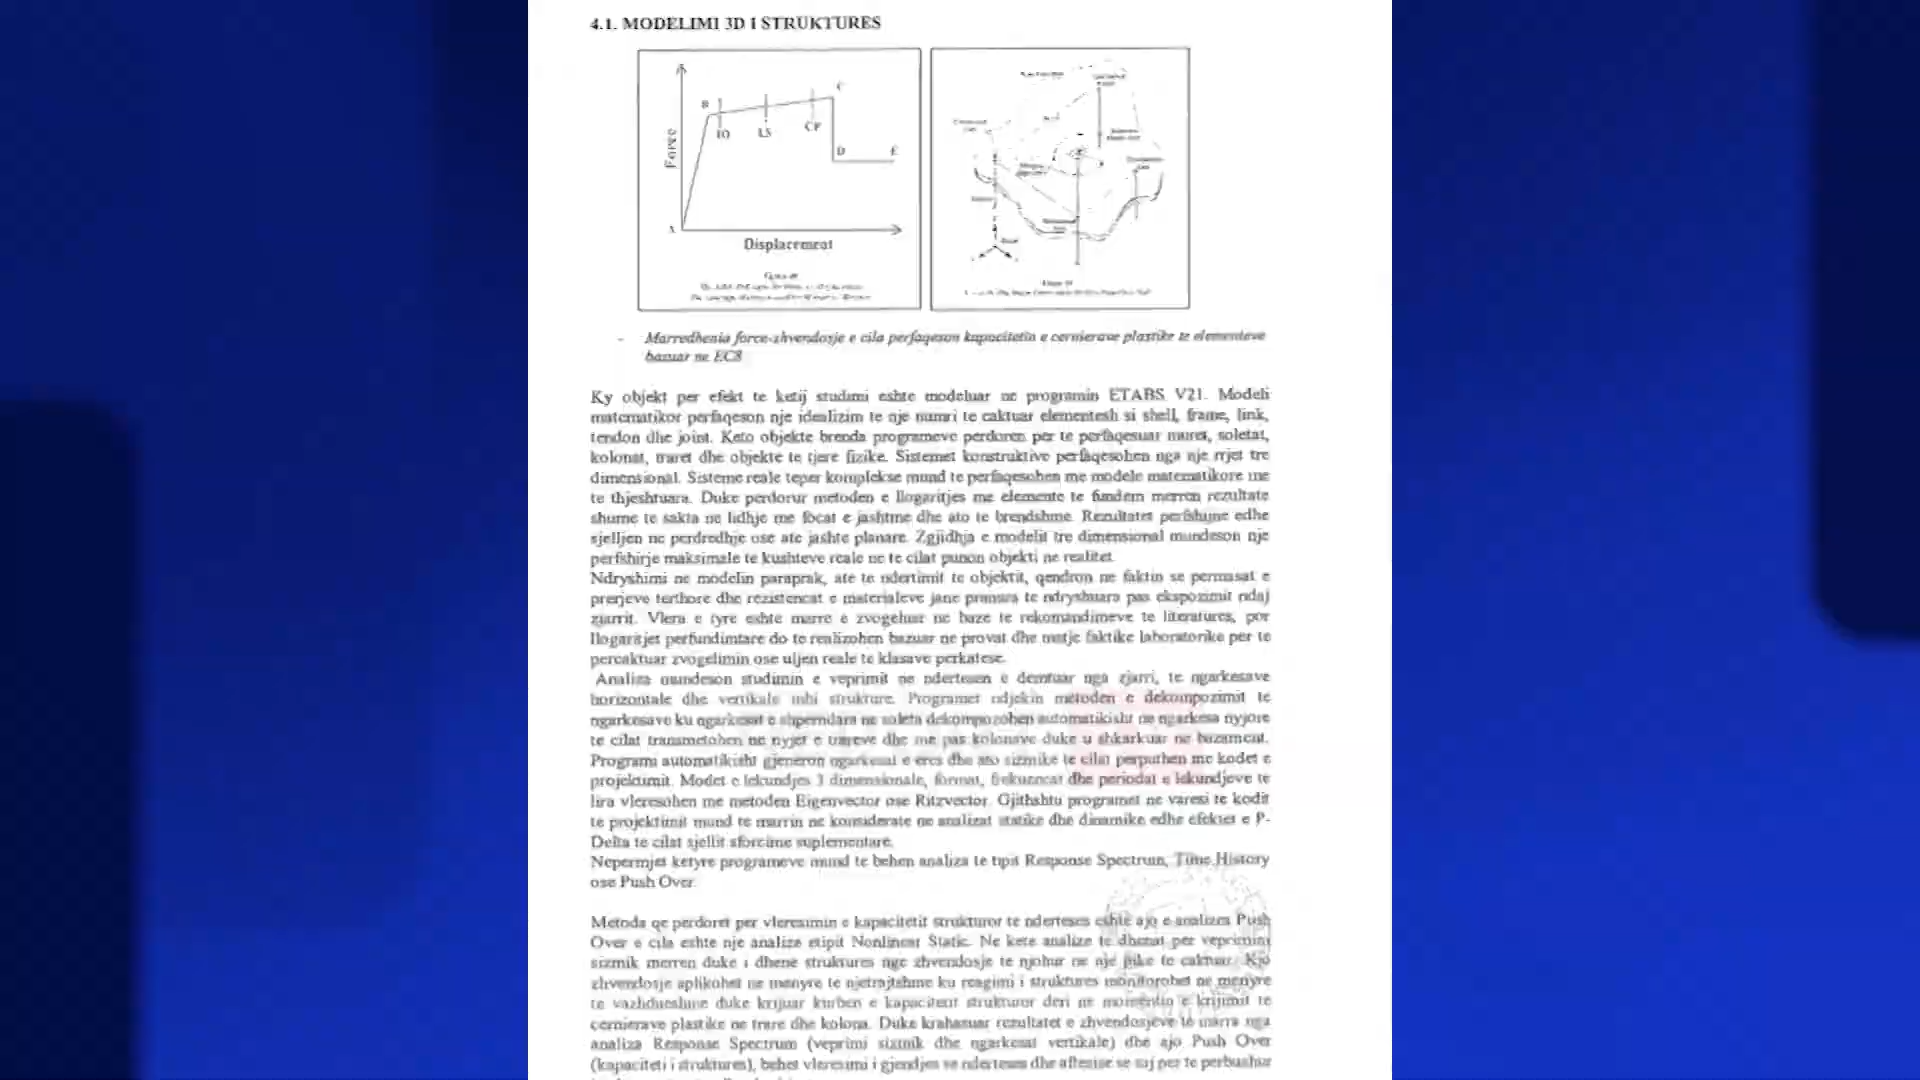 4.1. MODELIMI 3D I STRUKTURES
Force
A
B
IO
LS
CP
C
D
E
Displacement
- Marredhenia force-zhvendosje e cila perfaqeson kapacitetin e cernierave plastike te elementeve
bazuar ne EC8
Ky objekt per efekt te ketij studimi eshte modeluar ne programin ETABS V21. Modeli
matematikor perfaqeson nje idealizim te nje numri te caktuar elementesh si shell, frame, link,
tendon dhe joint. Keto objekte brenda programeve perdoren per te perfaqesuar muret, soletat,
kolonat, traret dhe objekte te tjere fizike. Sistemet konstruktive perfaqesohen nga nje rrjet tre
dimensional. Sisteme reale teper komplekse mund te perfaqesohen me modele matematikore me
te thjeshtuara. Duke perdorur metoden e llogaritjes me elemente te fundem merren rezultate
shume te sakta ne lidhje me focat e jashtme dhe ato te brendshme. Rezultatet perfshijne edhe
sjelljen ne perdredhje ose ate jashte planare. Zgjidhja e modelit tre dimensional mundeson nje
perfshirje maksimale te kushteve reale ne te cilat punon objekti ne realitet.
Ndryshimi ne modelin paraprak, ate te ndertimit te objektit, qendron ne faktin se permasat e
prerjeve terthore dhe rezistencat e materialeve jane pranura te ndryshuara pas ekspozimit ndaj
zjarrit. Vlera e tyre eshte marre e zvogeluar ne baze te rekomandimeve te literatures, por
llogaritjet perfundimtare do te realizohen bazuar ne provat dhe matje faktike laboratorike per te
percaktuar zvogelimin ose uljen reale te klasave perkatese.
Analiza mundeson studimin e veprimit ne ndertesen e demtuar nga zjarri, te ngarkesave
horizontale dhe vertikale mbi strukture. Programet ndjekin metoden e dekompozimit te
ngarkesave ku ngarkesat e shperndara ne soleta dekompozohen automatikisht ne ngarkesa nyjore
te cilat transmetohen ne nyjet e trareve dhe me pas kolonave duke u shkarkuar ne bazament.
Programi automatikisht gjeneron ngarkesat e eres dhe ato sizmike te cilat perputhen me kodet e
projektimit. Modet e lekundjes 3 dimensionale, format, frekuencat dhe periodat e lekundjeve te
lira vleresohen me metoden Eigenvector ose Ritzvector. Gjithshtu programet ne varesi te kodit
te projektimit mund te marrin ne konsiderate ne analizat statike dhe dinamike edhe efektet e P-
Delta te cilat sjellit sforcime suplementare.
Nepermjet ketyre programeve mund te behen analiza te tipit Response Spectrum, Time History
ose Push Over.
Metoda qe perdoret per vleresimin e kapacitetit strukturor te nderteses eshte ajo e analizes Push
Over e cila eshte nje analize etipit Nonlinear Static. Ne kete analize te dhenat per veprimin
sizmik merren duke i dhene struktures nge zhvendosje te njohur ne nje pike te caktuar. Kjo
zhvendosje aplikohet ne menyre te njetrajtshme ku reagimi i struktures monitorohet ne menyre
te vazhdueshme duke krijuar kurben e kapacitetit strukturor deri ne momentin e krijimit te
cernierave plastike ne trare dhe kolona. Duke krahasuar rezultatet e zhvendosjeve te marra nga
analiza Response Spectrum (veprimi sizmik dhe ngarkesat vertikale) dhe ajo Push Over
(kapaciteti i struktures), behet vleresimi i gjendjes se nderteses dhe aftesise se saj per te perbushur